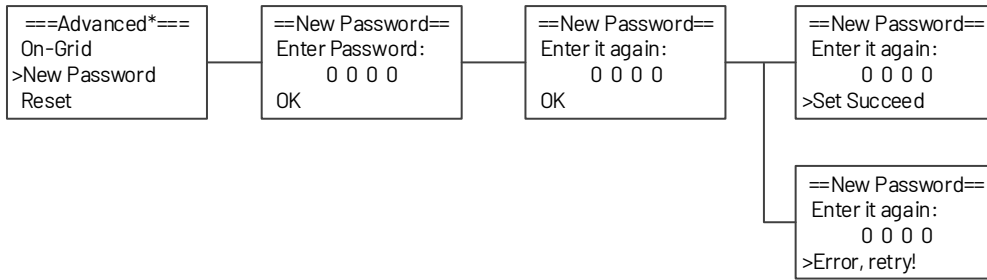 ===Advanced*===
On-Grid
>New Password
Reset
==New Password==
Enter Password:
0 0 0 0
OK
==New Password==
Enter it again:
0 0 0 0
OK
==New Password==
Enter it again:
0 0 0 0
>Set Succeed
==New Password==
Enter it again:
0 0 0 0
>Error, retry!